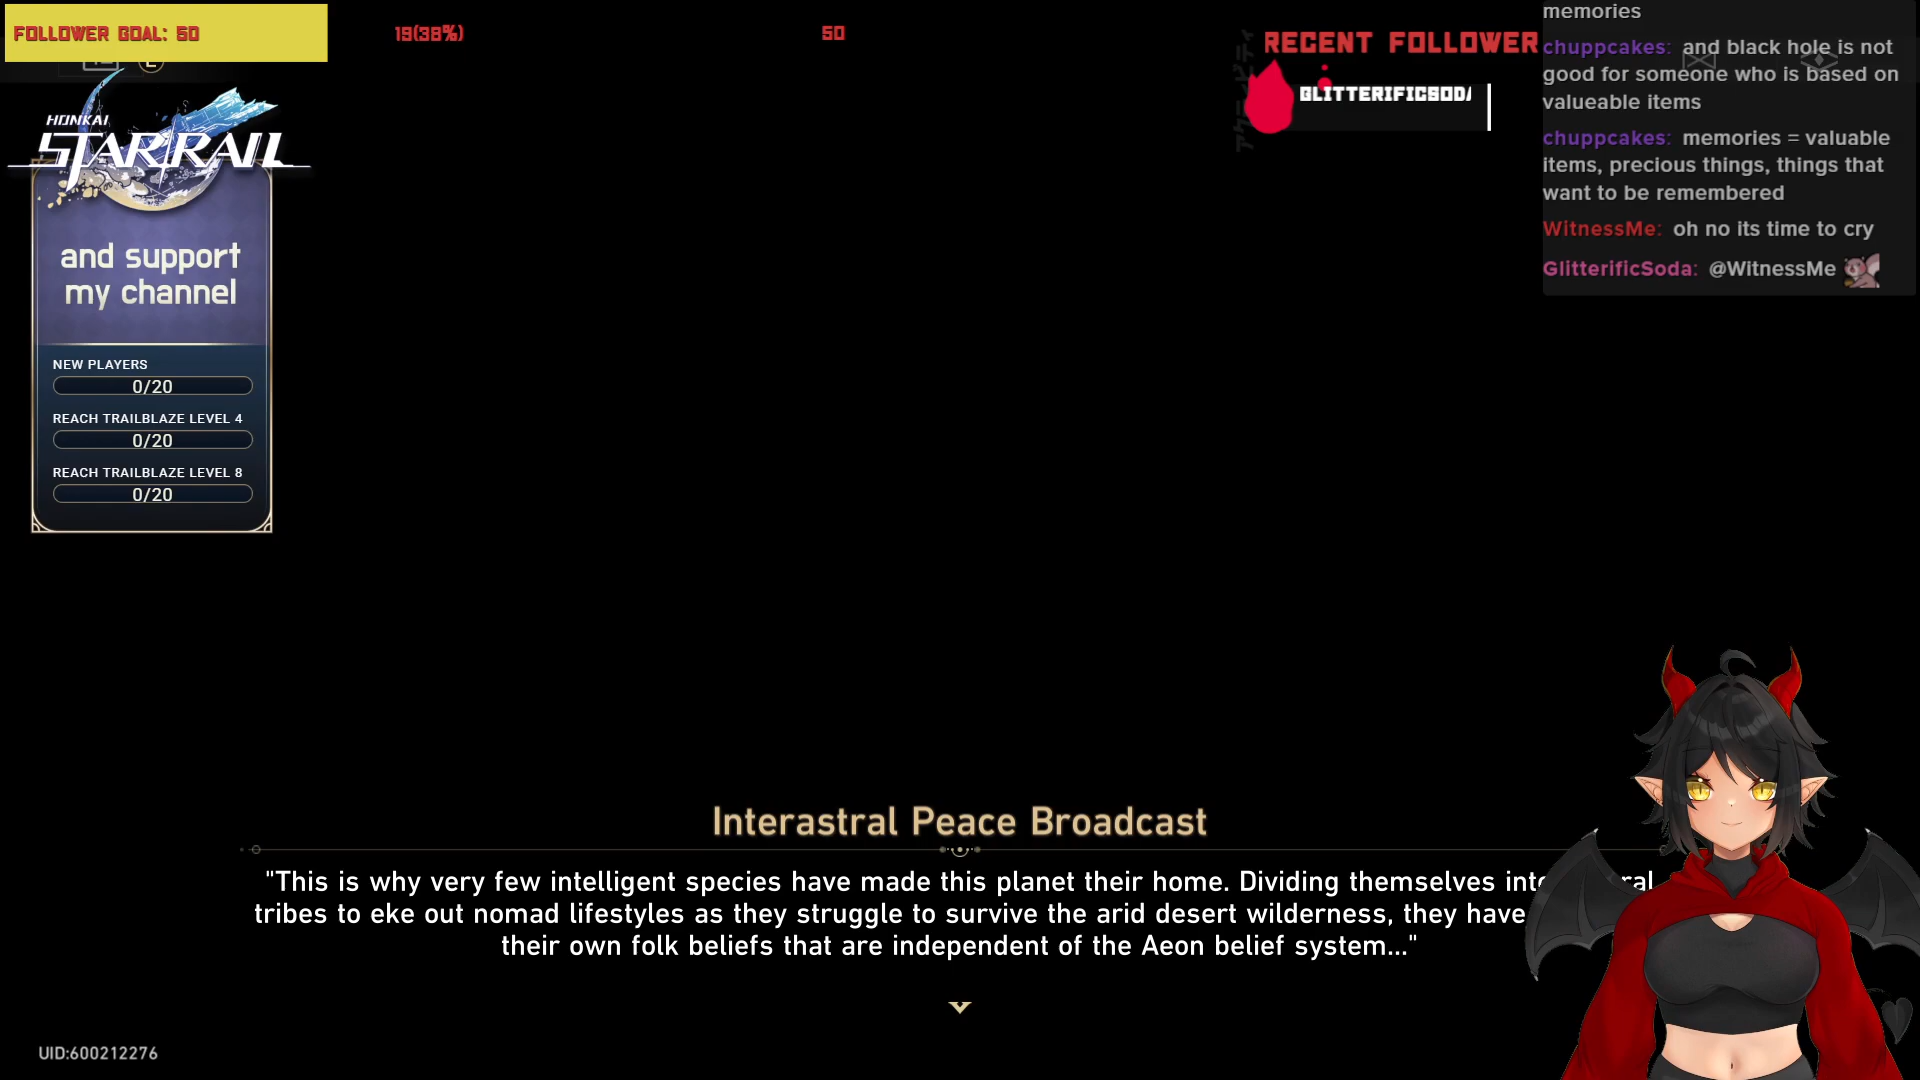 FOLLOWER GOAL: 50
19(38%)
50
RECENT FOLLOWER
GLITTERIFICSODA
HONKAI
STAR RAIL
and support
my channel
NEW PLAYERS
0/20
REACH TRAILBLAZE LEVEL 4
0/20
REACH TRAILBLAZE LEVEL 8
0/20
memories
chuppcakes: and black hole is not
good for someone who is based on
valueable items
chuppcakes: memories = valuable
items, precious things, things that
want to be remembered
WitnessMe: oh no its time to cry
GlitterificSoda: @WitnessMe
Interastral Peace Broadcast
"This is why very few intelligent species have made this planet their home. Dividing themselves
tribes to eke out nomad lifestyles as they struggle to survive the arid desert wilderness, they have
their own folk beliefs that are independent of the Aeon belief system..."
UID:600212276